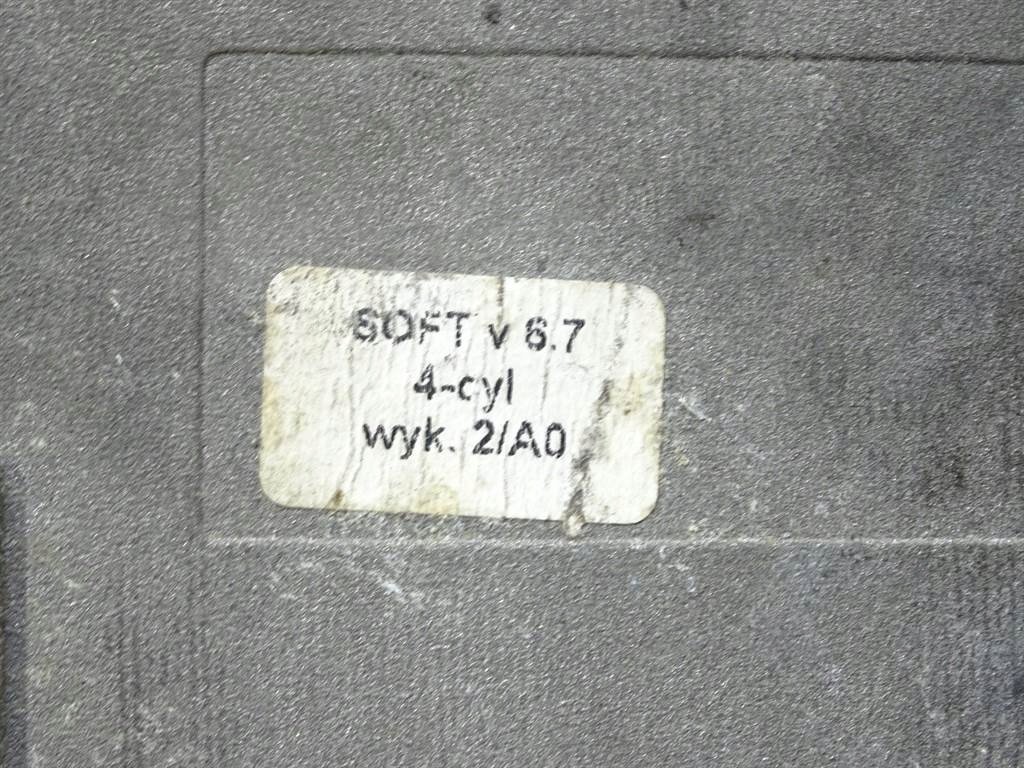 SOFT v 6.7
4-cyl
wyk. 2/A0